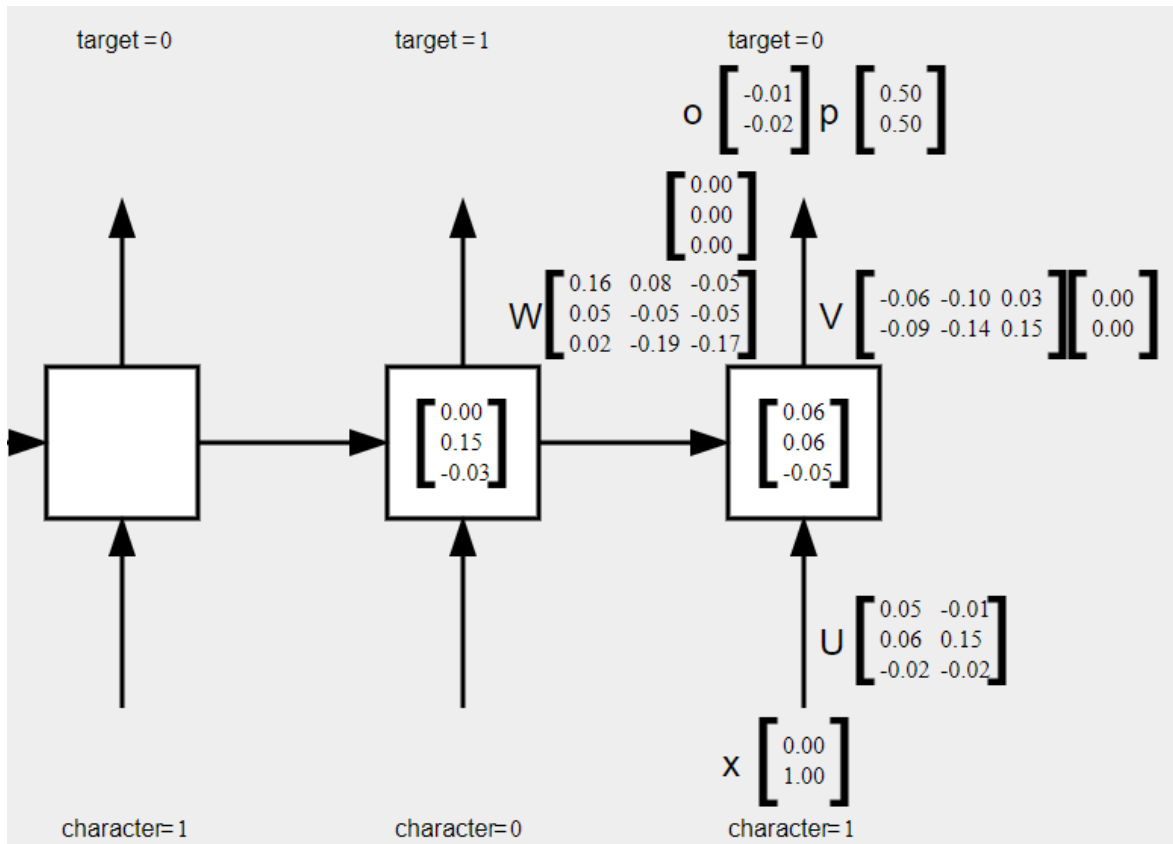 target = 0 target = 1 target = 0
o [-0.01 -0.02] p [0.50 0.50]
0.00
0.00
0.00
W
0.16 0.08 -0.05
0.05 -0.05 -0.05
0.02 -0.19 -0.17
V
-0.06 -0.10 0.03
-0.09 -0.14 0.15
0.00
0.00
0.00
0.15
-0.03
0.06
0.06
-0.05
U
0.05 -0.01
0.06 0.15
-0.02 -0.02
x
0.00
1.00
character=1 character=0 character=1